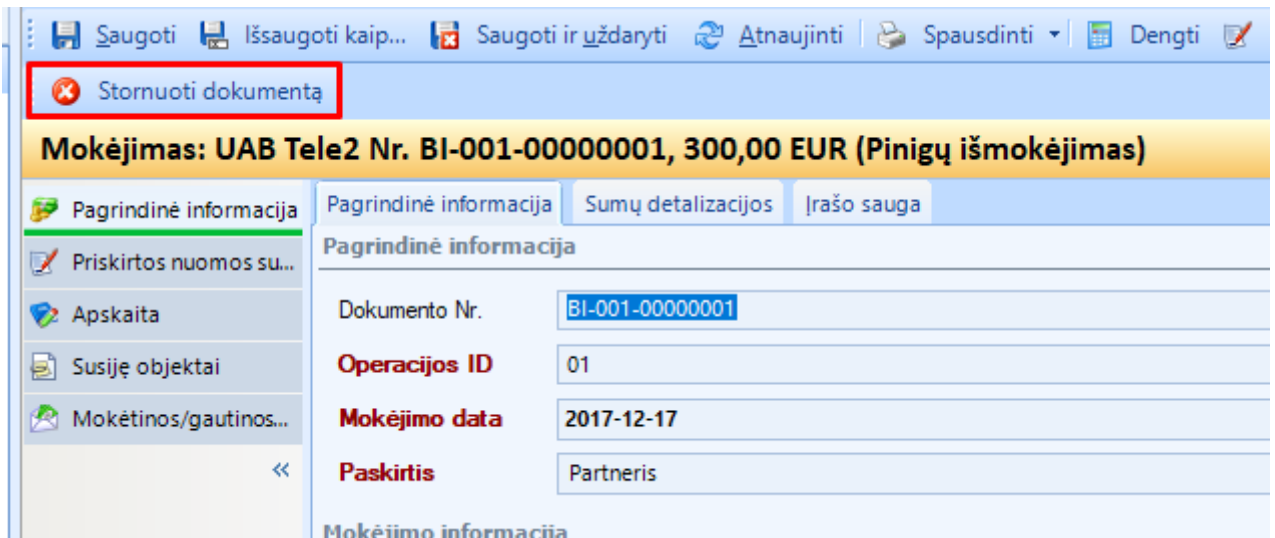 Saugoti Išsaugoti kaip... Saugoti ir uždaryti Atnaujinti Spausdinti Dengti
Stornuoti dokumentą
Mokėjimas: UAB Tele2 Nr. BI-001-00000001, 300,00 EUR (Pinigų išmokėjimas)
Pagrindinė informacija
Priskirtos nuomos su...
Apskaita
Susiję objektai
Mokėtinos/gautinos...
«
Pagrindinė informacija Sumų detalizacijos Įrašo sauga
Pagrindinė informacija
Dokumento Nr. BI-001-00000001
Operacijos ID 01
Mokėjimo data 2017-12-17
Paskirtis Partneris
Mokėjimo informacija